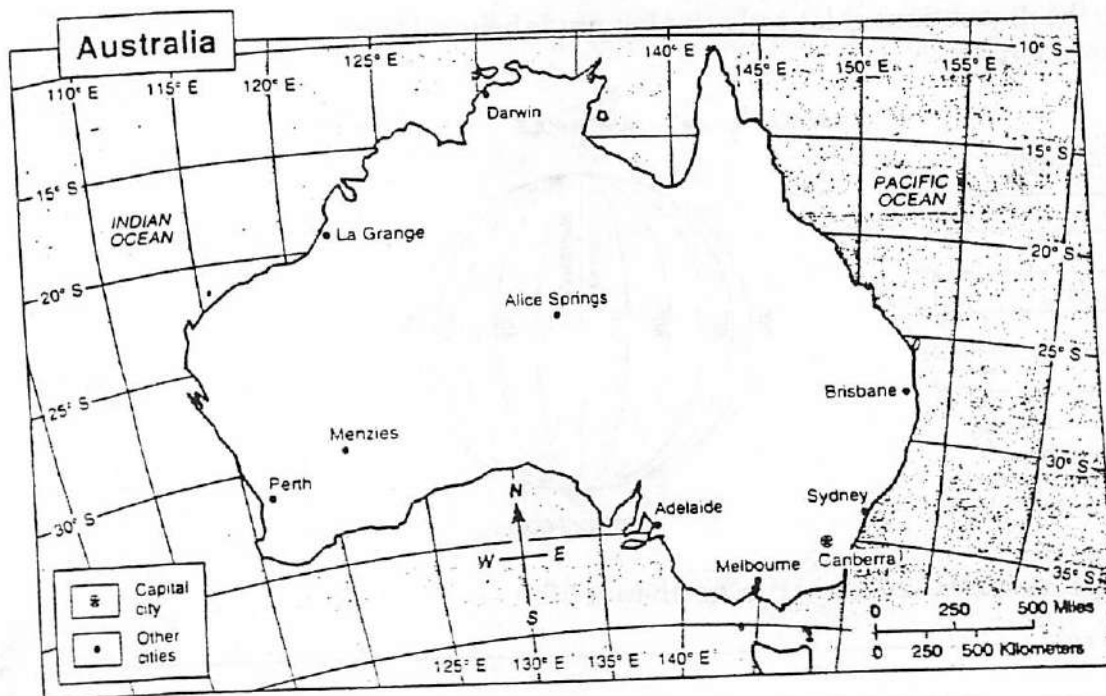 Australia
110° E
115° E
120° E
125° E
140° E
145° E
150° E
155° E
10° S
Darwin
15° S
15° S
INDIAN
OCEAN
PACIFIC
OCEAN
La Grange
20° S
20° S
Alice Springs
25° S
25° S
Brisbane
Menzies
30° S
30° S
Perth
N
W
E
S
Adelaide
Sydney
Canberra
Melbourne
35° S
Capital
city
Other
cities
0 250 500 Miles
0 250 500 Kilometers
125° E
130° E
135° E
140° E